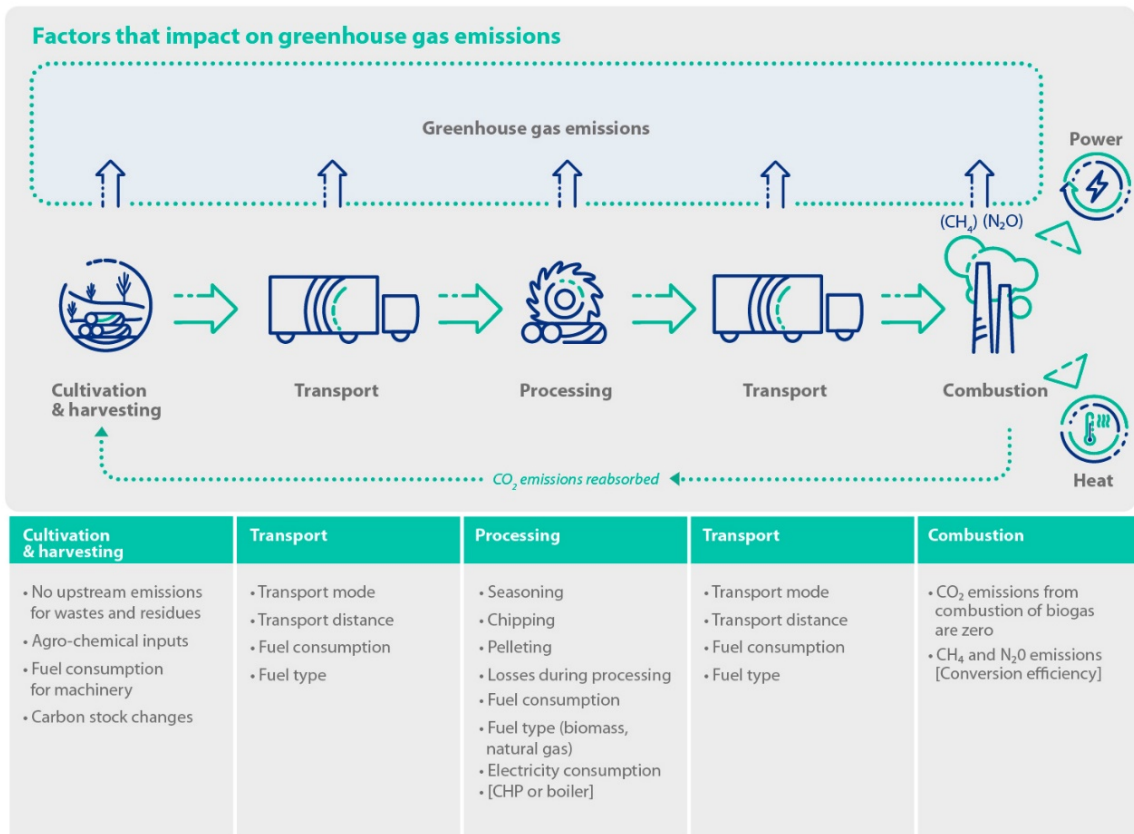 Factors that impact on greenhouse gas emissions
Greenhouse gas emissions
Power
(CH₄) (N₂O)
Cultivation
& harvesting
Transport
Processing
Transport
Combustion
CO₂ emissions reabsorbed
Heat
Cultivation
& harvesting
• No upstream emissions
for wastes and residues
• Agro-chemical inputs
• Fuel consumption
for machinery
• Carbon stock changes
Transport
• Transport mode
• Transport distance
• Fuel consumption
• Fuel type
Processing
• Seasoning
• Chipping
• Pelleting
• Losses during processing
• Fuel consumption
• Fuel type (biomass,
natural gas)
• Electricity consumption
• [CHP or boiler]
Transport
• Transport mode
• Transport distance
• Fuel consumption
• Fuel type
Combustion
• CO₂ emissions from
combustion of biogas
are zero
• CH₄ and N₂0 emissions
[Conversion efficiency]